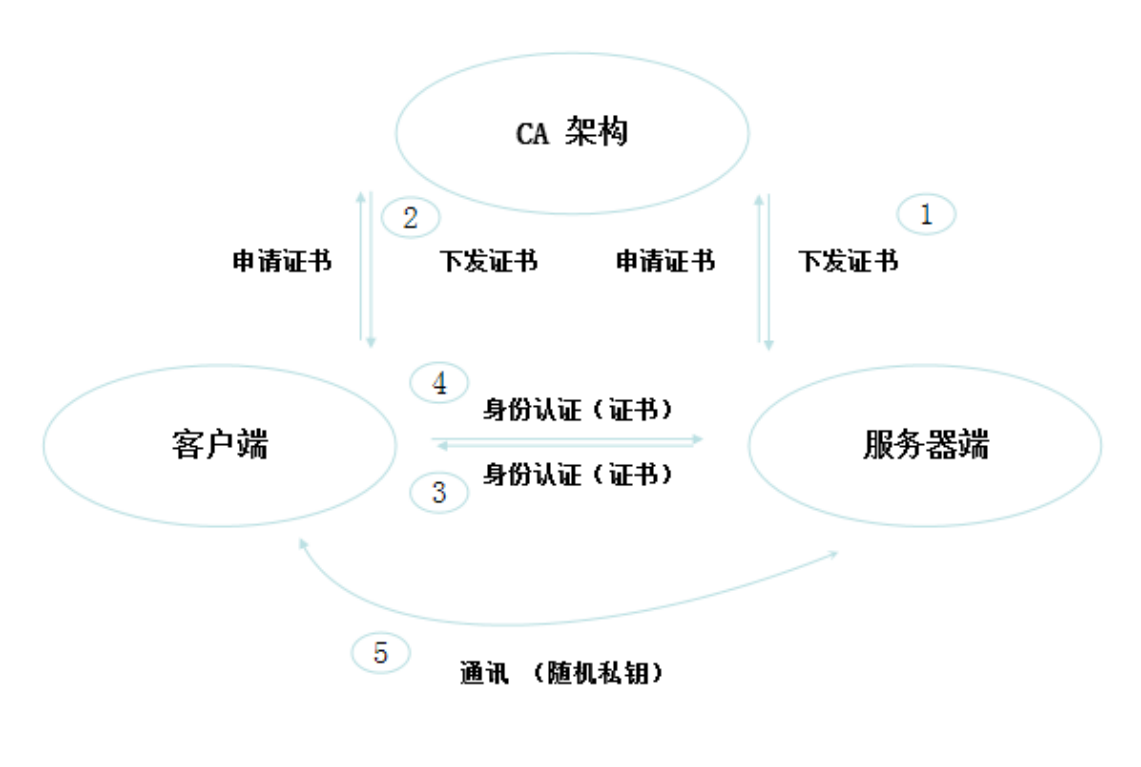 CA 架构
2
1
申请证书
下发证书
申请证书
下发证书
4
身份认证（证书）
客户端
服务器端
身份认证（证书）
3
5
通讯 （随机私钥）